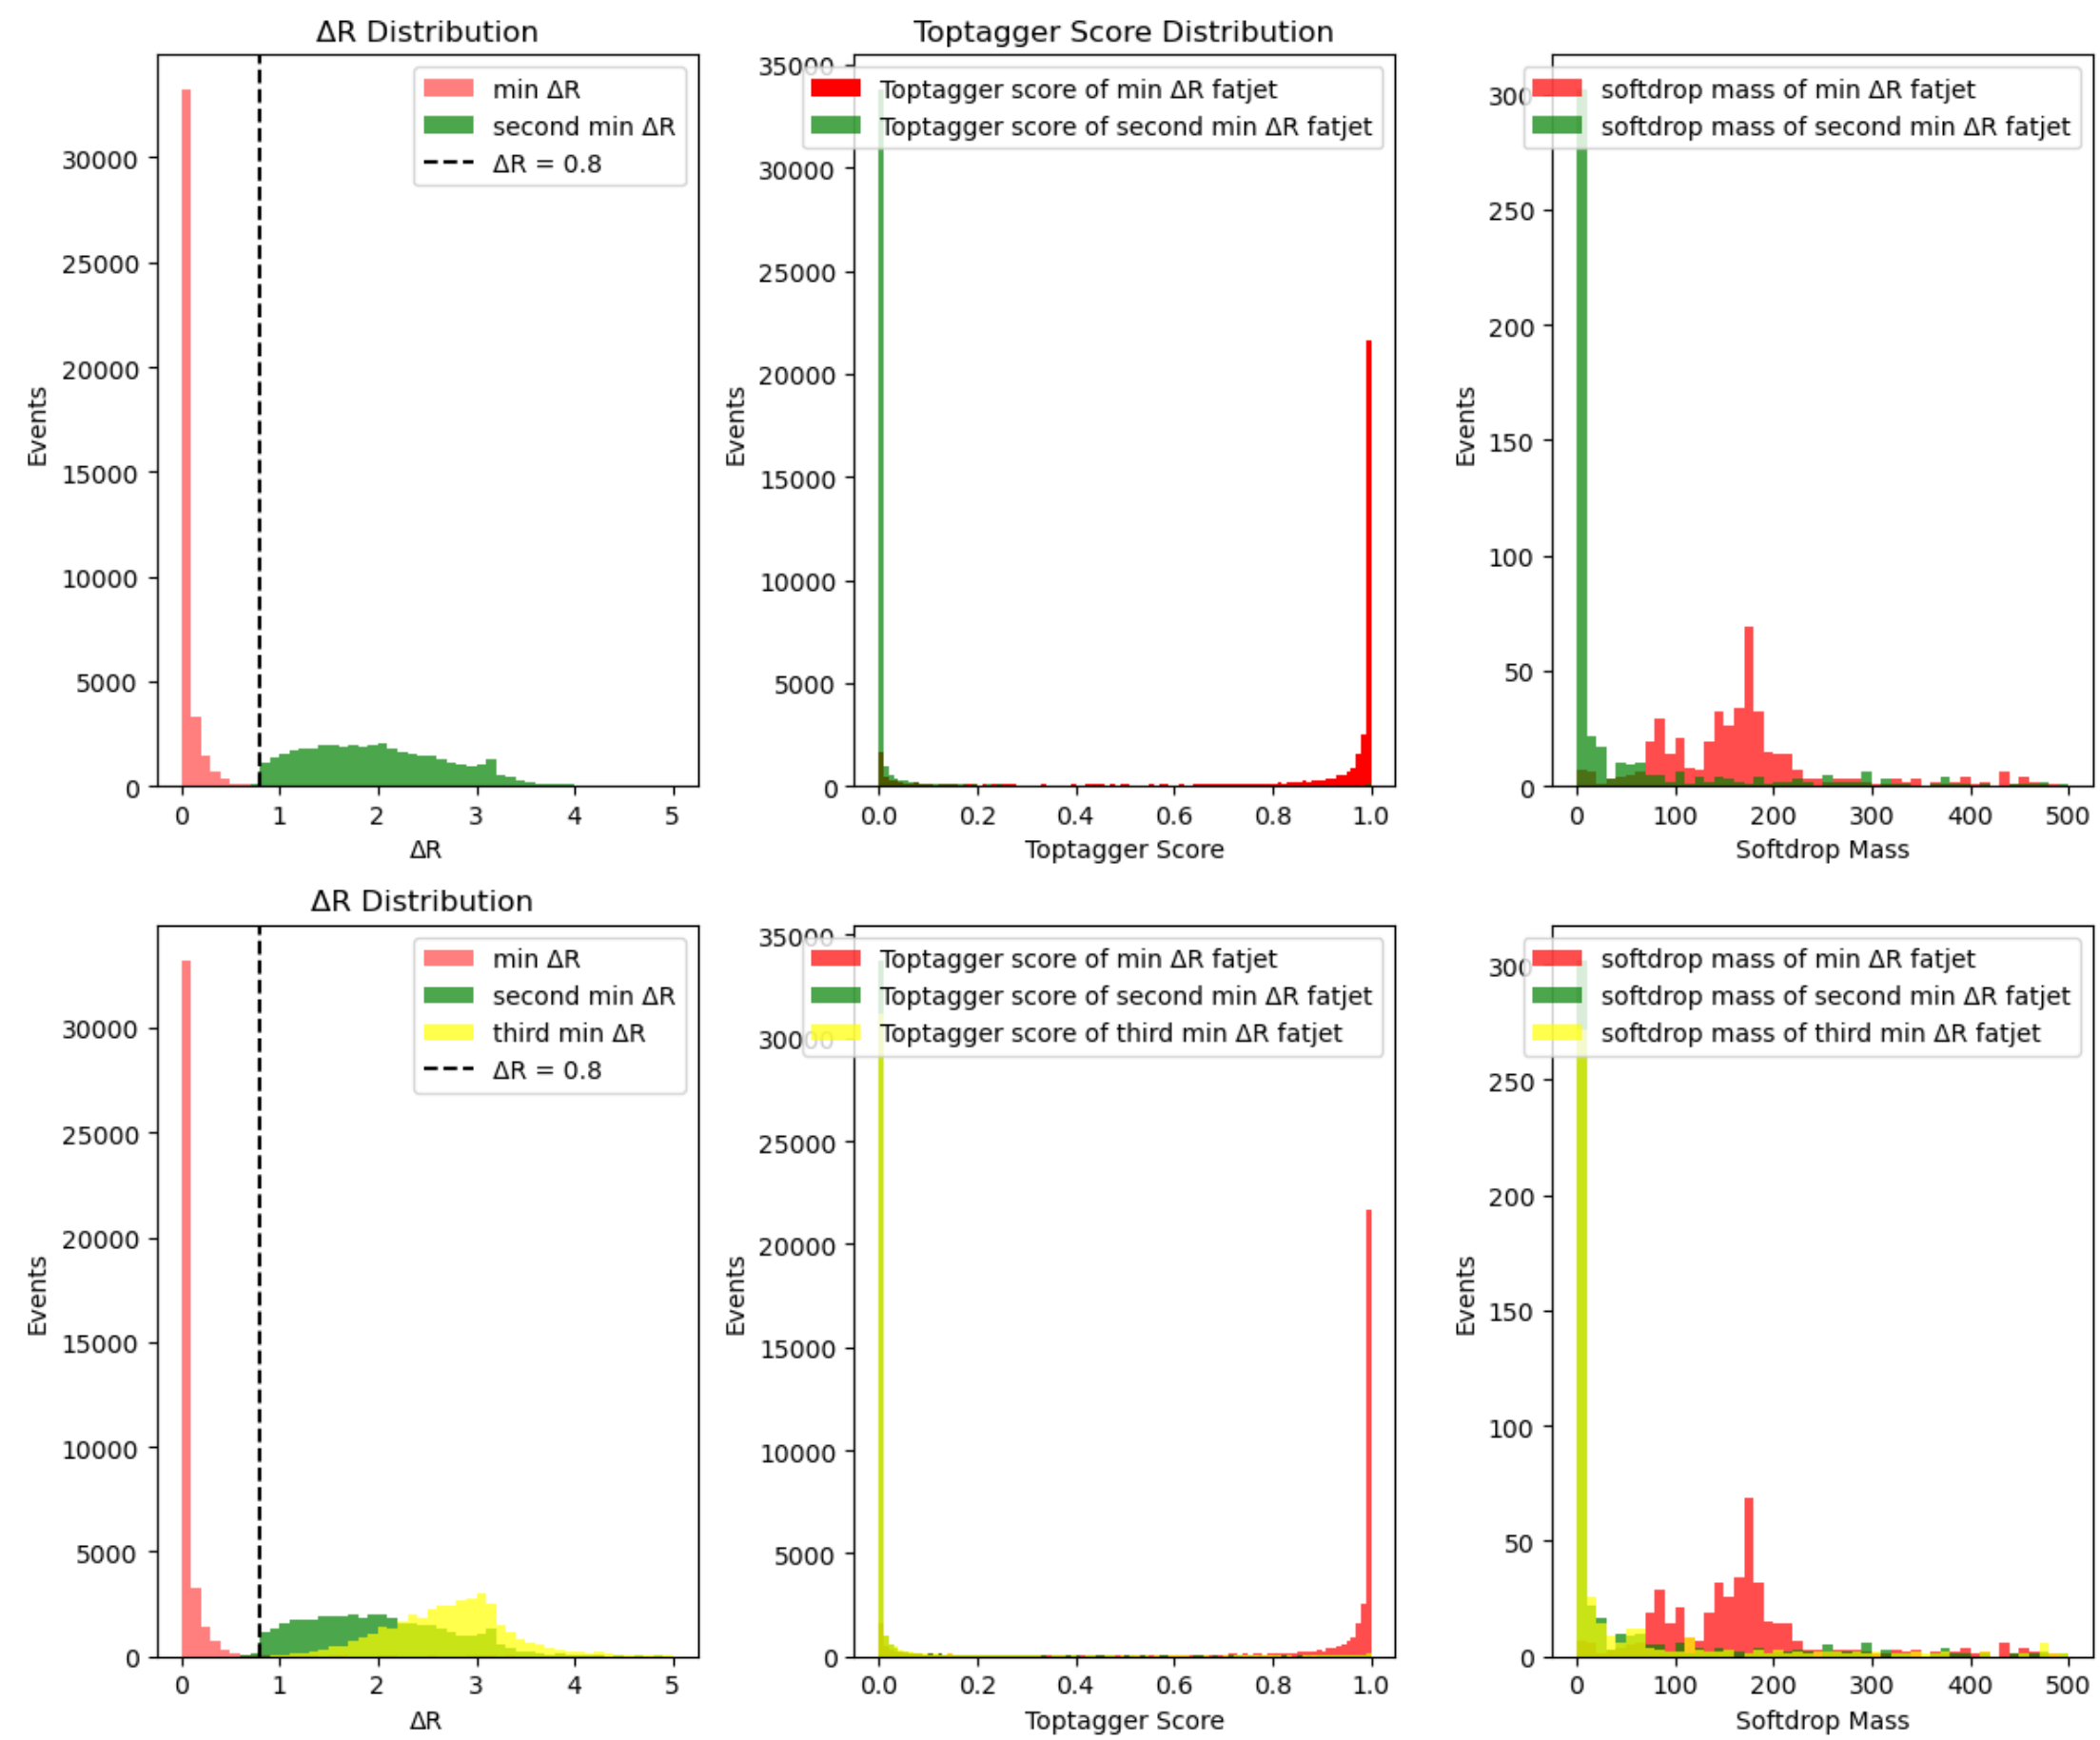 ΔR Distribution
min ΔR
second min ΔR
ΔR = 0.8
Events
30000
25000
20000
15000
10000
5000
0
0 1 2 3 4 5
ΔR
Toptagger Score Distribution
Toptagger score of min ΔR fatjet
Toptagger score of second min ΔR fatjet
Events
35000
30000
25000
20000
15000
10000
5000
0
0.0 0.2 0.4 0.6 0.8 1.0
Toptagger Score
softdrop mass of min ΔR fatjet
softdrop mass of second min ΔR fatjet
Events
300
250
200
150
100
50
0
0 100 200 300 400 500
Softdrop Mass
ΔR Distribution
min ΔR
second min ΔR
third min ΔR
ΔR = 0.8
Events
30000
25000
20000
15000
10000
5000
0
0 1 2 3 4 5
ΔR
Toptagger score of min ΔR fatjet
Toptagger score of second min ΔR fatjet
Toptagger score of third min ΔR fatjet
Events
35000
30000
25000
20000
15000
10000
5000
0
0.0 0.2 0.4 0.6 0.8 1.0
Toptagger Score
softdrop mass of min ΔR fatjet
softdrop mass of second min ΔR fatjet
softdrop mass of third min ΔR fatjet
Events
300
250
200
150
100
50
0
0 100 200 300 400 500
Softdrop Mass